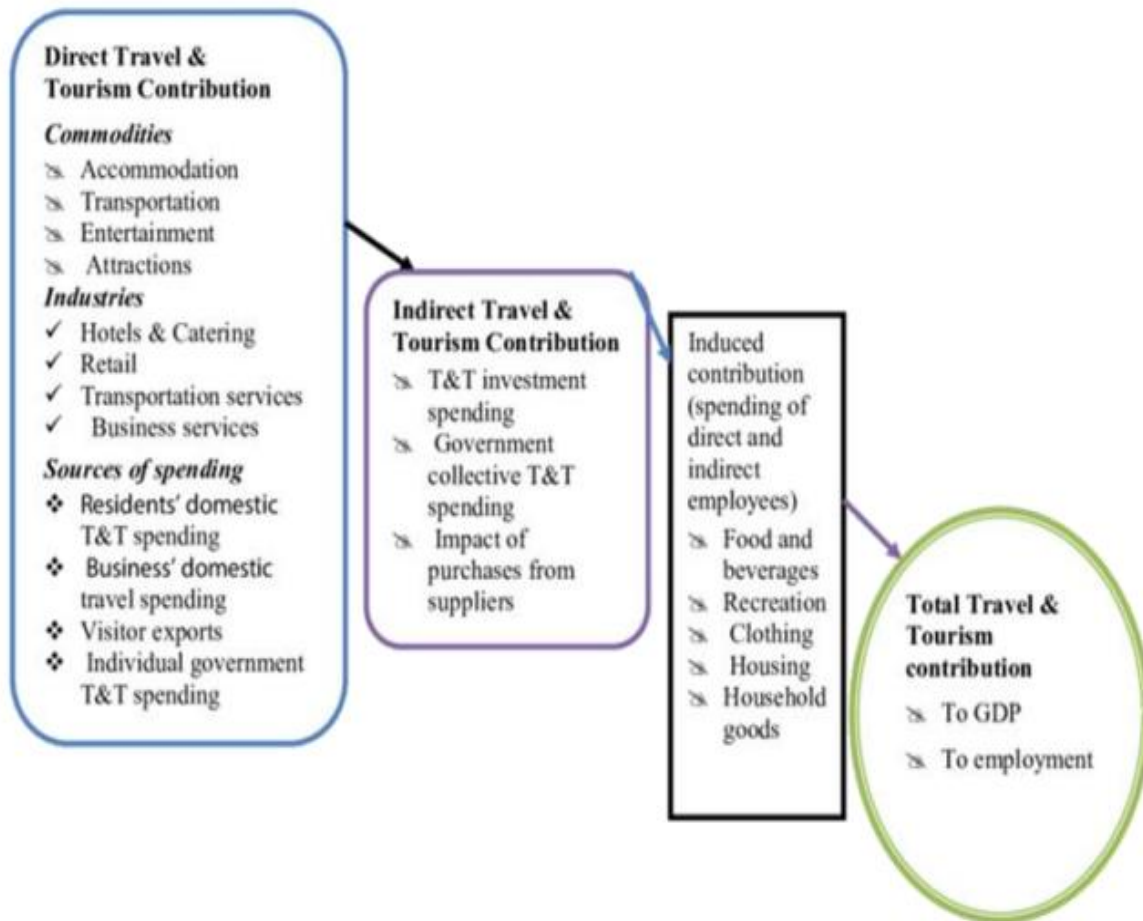 Direct Travel &
Tourism Contribution
Commodities
Accommodation
Transportation
Entertainment
Attractions
Industries
✓ Hotels & Catering
✓ Retail
✓ Transportation services
✓ Business services
Sources of spending
❖ Residents’ domestic
T&T spending
❖ Business’ domestic
travel spending
❖ Visitor exports
❖ Individual government
T&T spending
Indirect Travel &
Tourism Contribution
T&T investment
spending
Government
collective T&T
spending
Impact of
purchases from
suppliers
Induced
contribution
(spending of
direct and
indirect
employees)
Food and
beverages
Recreation
Clothing
Housing
Household
goods
Total Travel &
Tourism
contribution
To GDP
To employment